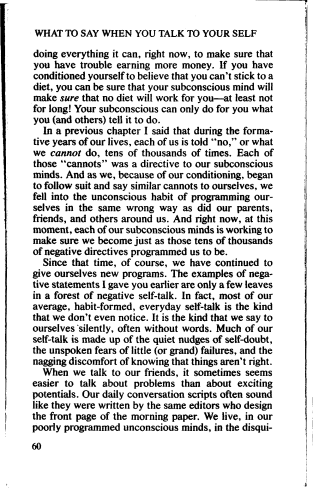 WHAT TO SAY WHEN YOU TALK TO YOUR SELF
doing everything it can, right now, to make sure that
you have trouble earning more money. If you have
conditioned yourself to believe that you can't stick to a
diet, you can be sure that your subconscious mind will
make sure that no diet will work for you—at least not
for long! Your subconscious can only do for you what
you (and others) tell it to do.
In a previous chapter I said that during the forma-
tive years of our lives, each of us is told "no," or what
we cannot do, tens of thousands of times. Each of
those "cannots" was a directive to our subconscious
minds. And as we, because of our conditioning, began
to follow suit and say similar cannots to ourselves, we
fell into the unconscious habit of programming our-
selves in the same wrong way as did our parents,
friends, and others around us. And right now, at this
moment, each of our subconscious minds is working to
make sure we become just as those tens of thousands
of negative directives programmed us to be.
Since that time, of course, we have continued to
give ourselves new programs. The examples of nega-
tive statements I gave you earlier are only a few leaves
in a forest of negative self-talk. In fact, most of our
average, habit-formed, everyday self-talk is the kind
that we don't even notice. It is the kind that we say to
ourselves silently, often without words. Much of our
self-talk is made up of the quiet nudges of self-doubt,
the unspoken fears of little (or grand) failures, and the
nagging discomfort of knowing that things aren't right.
When we talk to our friends, it sometimes seems
easier to talk about problems than about exciting
potentials. Our daily conversation scripts often sound
like they were written by the same editors who design
the front page of the morning paper. We live, in our
poorly programmed unconscious minds, in the disqui-
60